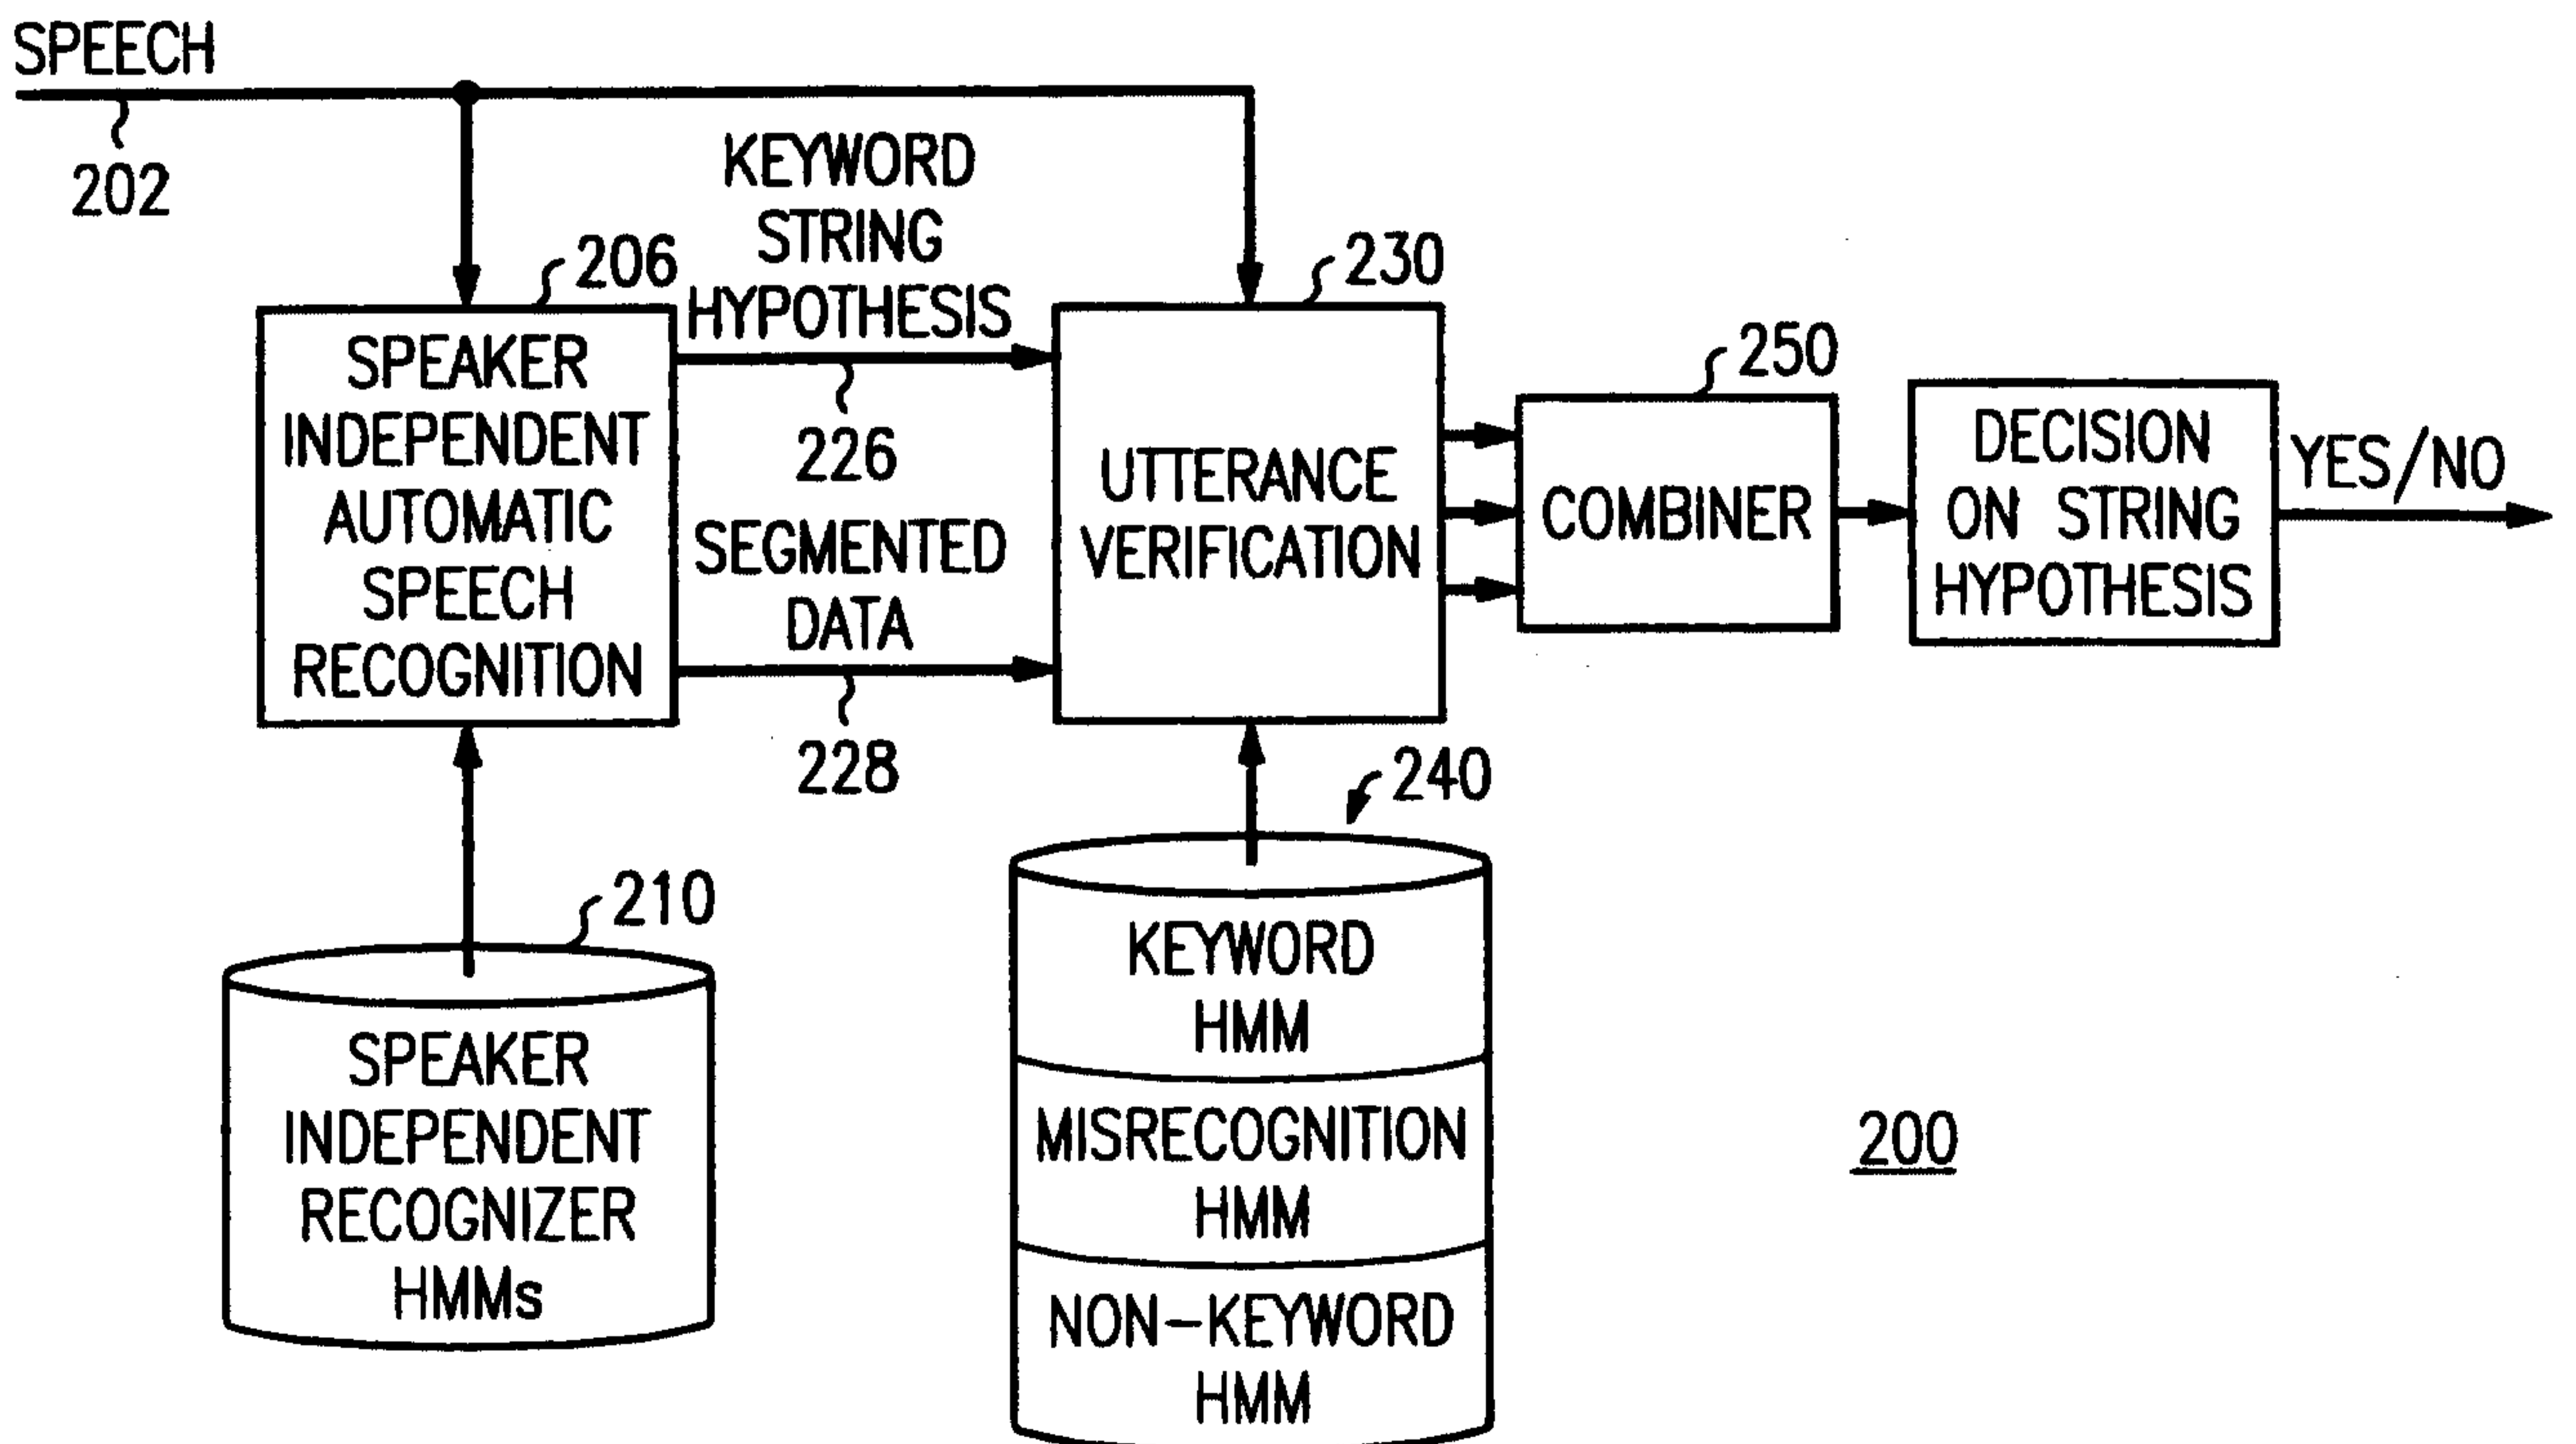 SPEECH
202
KEYWORD
STRING
HYPOTHESIS
206
230
SPEAKER
INDEPENDENT
AUTOMATIC
SPEECH
RECOGNITION
226
SEGMENTED
DATA
228
UTTERANCE
VERIFICATION
250
COMBINER
DECISION
ON STRING
HYPOTHESIS
YES/NO
210
SPEAKER
INDEPENDENT
RECOGNIZER
HMMs
240
KEYWORD
HMM
MISRECOGNITION
HMM
NON-KEYWORD
HMM
200